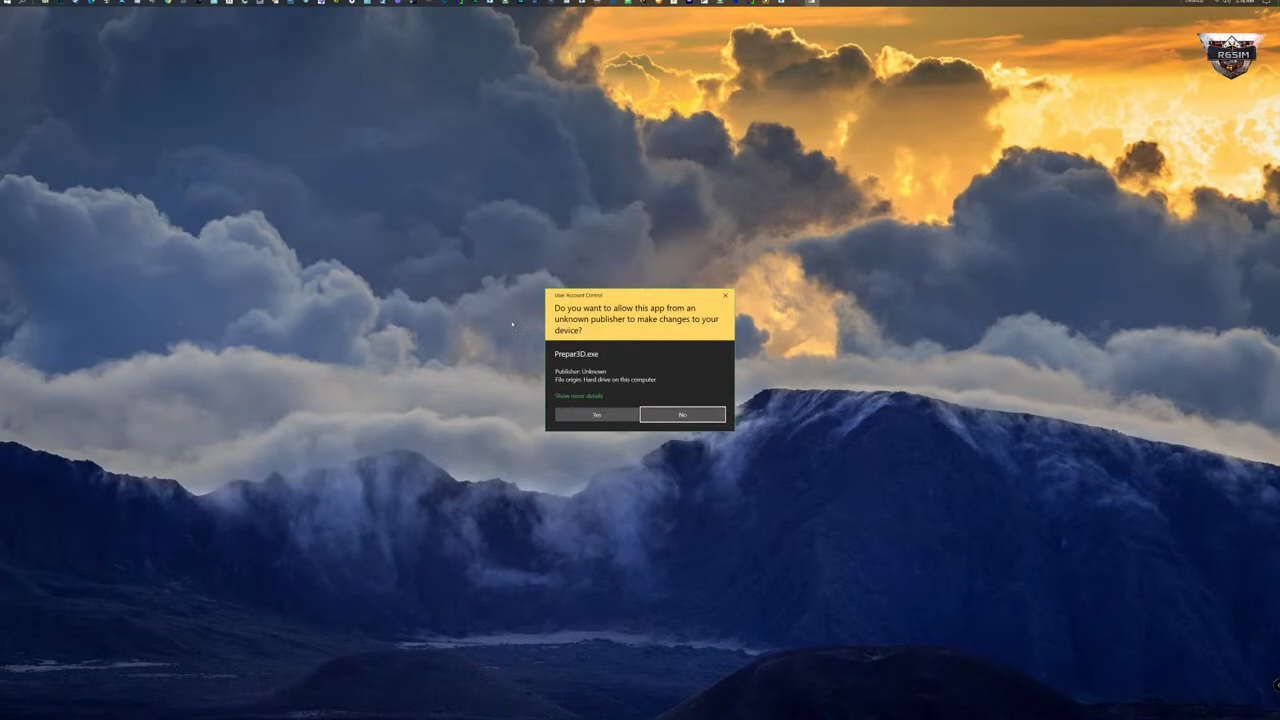 R6SIM
User Account Control
Do you want to allow this app from an
unknown publisher to make changes to your
device?
Prepar3D.exe
Publisher: Unknown
File origin: Hard drive on this computer
Show more details
Yes
No